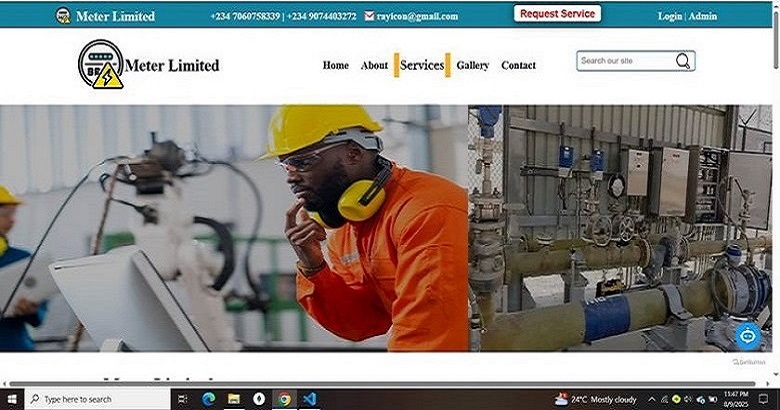 Meter Limited +234 7060758339 | +234 9074403272 rayicon@gmail.com Request Service Login | Admin
Meter Limited Home About Services Gallery Contact Search our site
GetButton
Type here to search 24°C Mostly cloudy 11:47 PM
8/9/2025